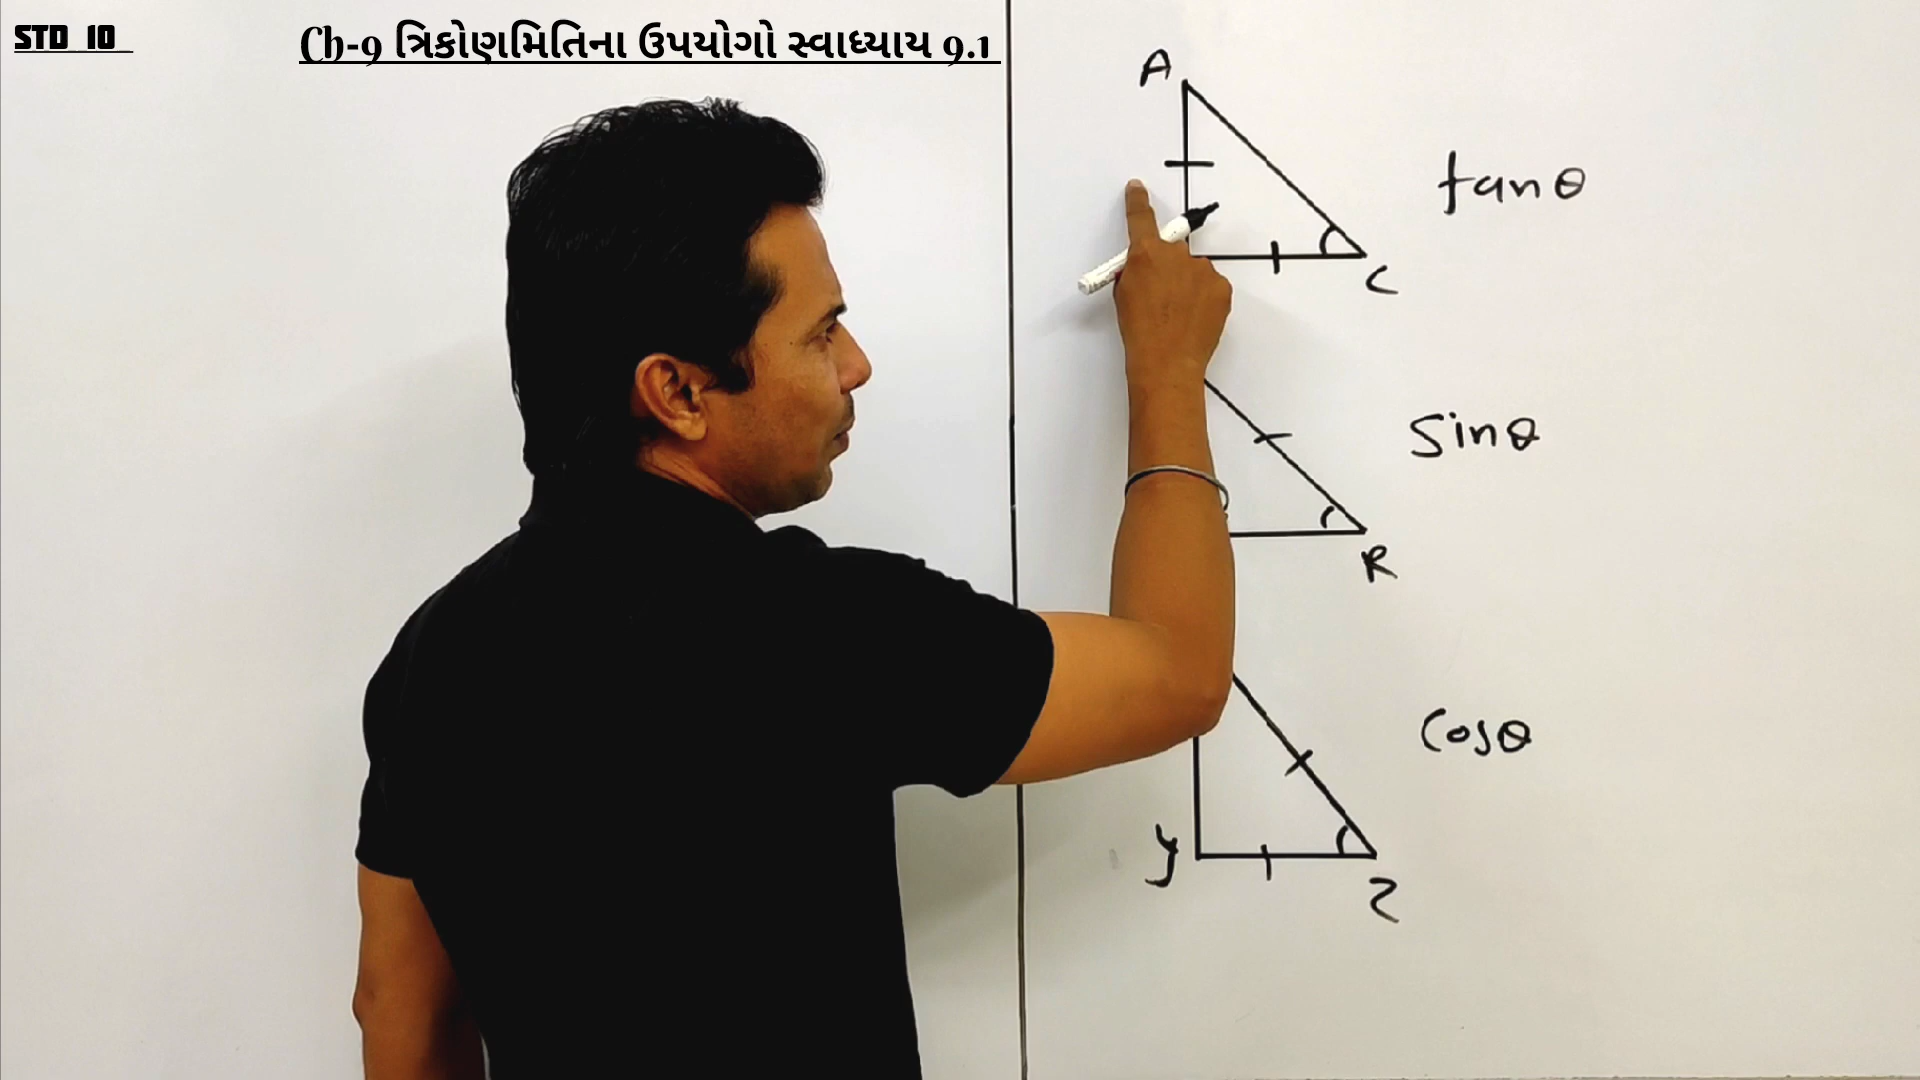 STD 10
Ch-9 ત્રિકોણમિતિના ઉપયોગો સ્વાધ્યાય 9.1
A
C
tanθ
R
sinθ
y
Z
cosθ